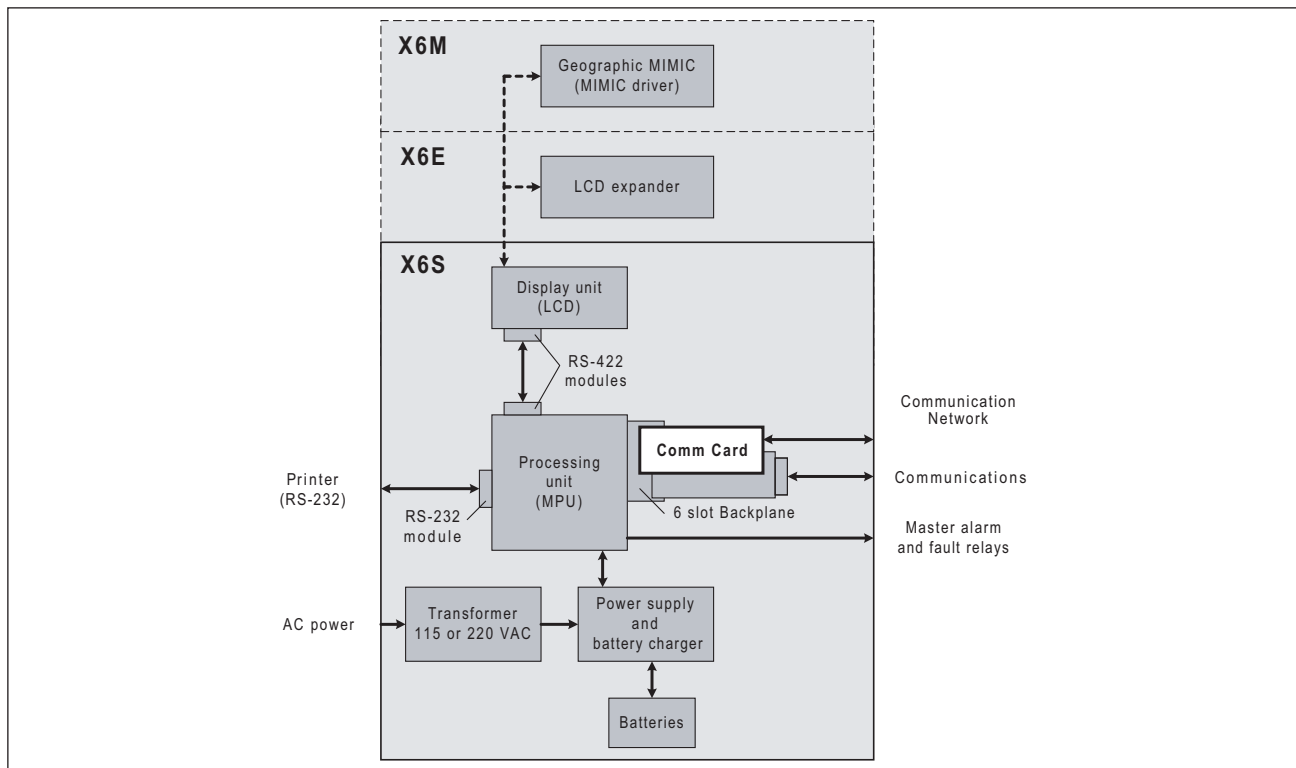 X6M
Geographic MIMIC
(MIMIC driver)
X6E
LCD expander
X6S
Display unit
(LCD)
RS-422
modules
Communication
Network
Comm Card
Processing
unit
(MPU)
Communications
Printer
(RS-232)
6 slot Backplane
RS-232
module
Master alarm
and fault relays
AC power
Transformer
115 or 220 VAC
Power supply
and
battery charger
Batteries